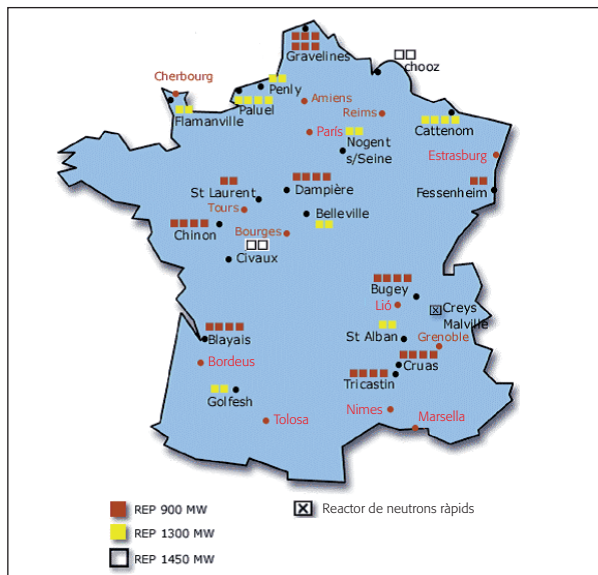 Gravelines
chooz
Cherbourg
Penly
Amiens
Paluel
Flamanville
Reims
Cattenom
París
Nogent
s/Seine
Estrasburg
St Laurent
Dampière
Fessenheim
Tours
Belleville
Chinon
Bourges
Civaux
Bugey
Lió
Creys
Malville
Blayais
St Alban
Grenoble
Bordeus
Cruas
Tricastin
Golfesh
Nimes
Marsella
Tolosa
REP 900 MW
Reactor de neutrons ràpids
REP 1300 MW
REP 1450 MW